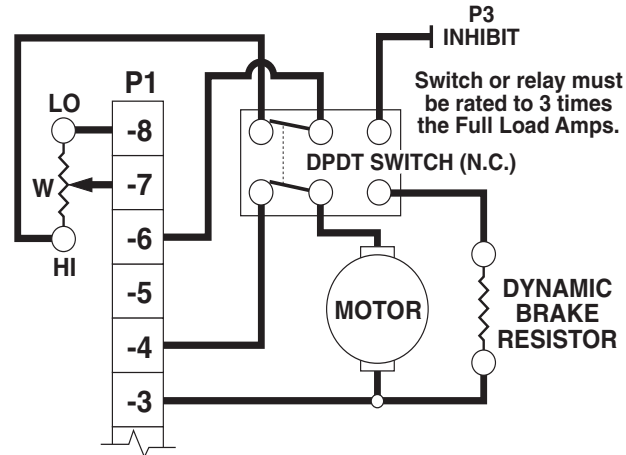 P3
INHIBIT
Switch or relay must
be rated to 3 times
the Full Load Amps.
P1
LO
W
HI
-8
-7
-6
-5
-4
-3
DPDT SWITCH (N.C.)
MOTOR
DYNAMIC
BRAKE
RESISTOR